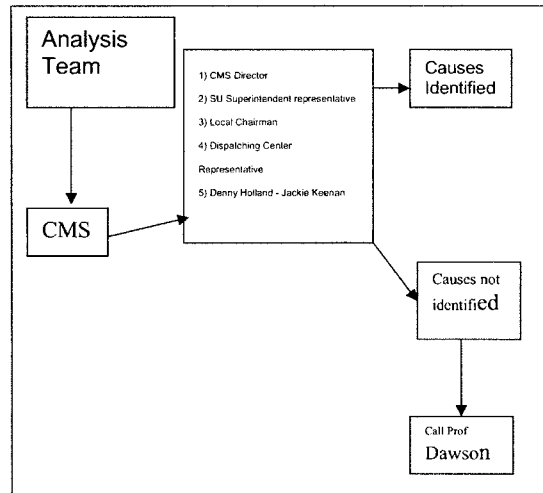 Analysis
Team
CMS
1) CMS Director
2) SU Superintendent representative
3) Local Chairman
4) Dispatching Center
Representative
5) Denny Holland - Jackie Keenan
Causes
Identified
Causes not
identified
Call Prof
Dawson